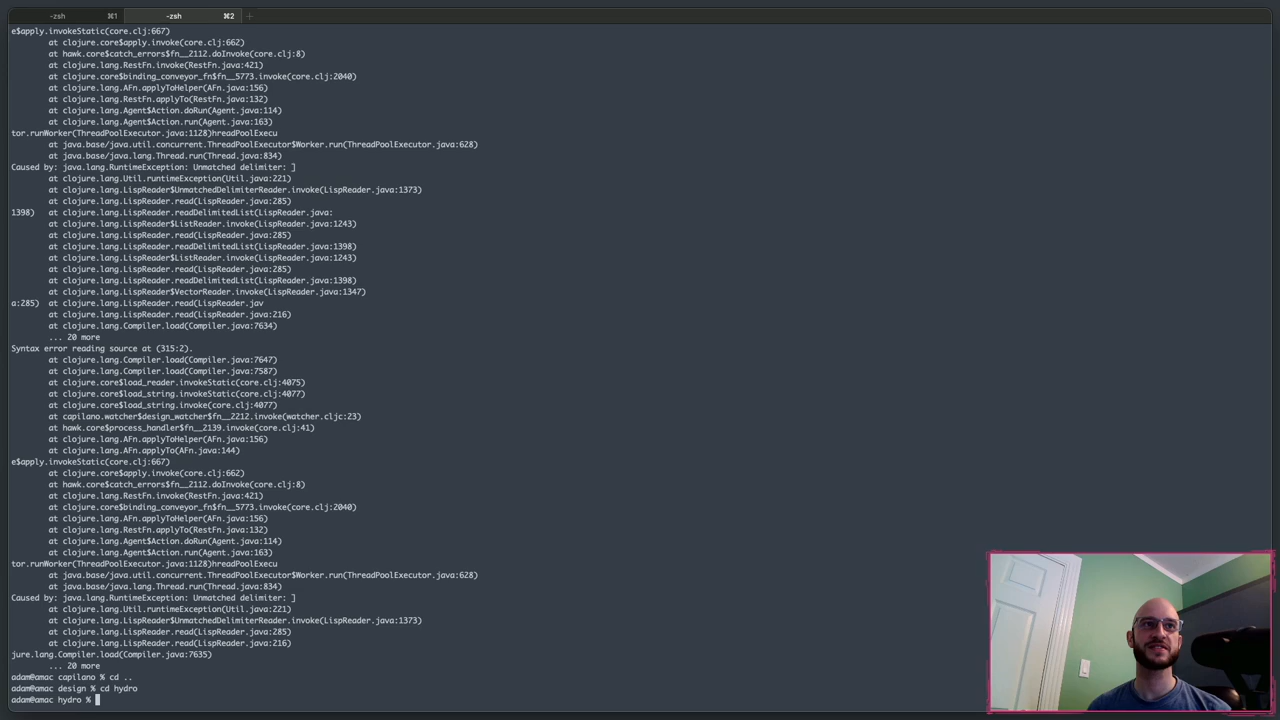 -zsh ⌘1 -zsh ⌘2 +
e$apply.invokeStatic(core.clj:667)
at clojure.core$apply.invoke(core.clj:662)
at hawk.core$catch_errors$fn__2112.doInvoke(core.clj:8)
at clojure.lang.RestFn.invoke(RestFn.java:421)
at clojure.core$binding_conveyor_fn$fn__5773.invoke(core.clj:2040)
at clojure.lang.AFn.applyToHelper(AFn.java:156)
at clojure.lang.RestFn.applyTo(RestFn.java:132)
at clojure.lang.Agent$Action.doRun(Agent.java:114)
at clojure.lang.Agent$Action.run(Agent.java:163)
tor.runWorker(ThreadPoolExecutor.java:1128)hreadPoolExecu
at java.base/java.util.concurrent.ThreadPoolExecutor$Worker.run(ThreadPoolExecutor.java:628)
at java.base/java.lang.Thread.run(Thread.java:834)
Caused by: java.lang.RuntimeException: Unmatched delimiter: ]
at clojure.lang.Util.runtimeException(Util.java:221)
at clojure.lang.LispReader$UnmatchedDelimiterReader.invoke(LispReader.java:1373)
at clojure.lang.LispReader.read(LispReader.java:285)
1398) at clojure.lang.LispReader.readDelimitedList(LispReader.java:
at clojure.lang.LispReader$ListReader.invoke(LispReader.java:1243)
at clojure.lang.LispReader.read(LispReader.java:285)
at clojure.lang.LispReader.readDelimitedList(LispReader.java:1398)
at clojure.lang.LispReader$ListReader.invoke(LispReader.java:1243)
at clojure.lang.LispReader.read(LispReader.java:285)
at clojure.lang.LispReader.readDelimitedList(LispReader.java:1398)
at clojure.lang.LispReader$VectorReader.invoke(LispReader.java:1347)
a:285) at clojure.lang.LispReader.read(LispReader.jav
at clojure.lang.LispReader.read(LispReader.java:216)
at clojure.lang.Compiler.load(Compiler.java:7634)
... 20 more
Syntax error reading source at (315:2).
at clojure.lang.Compiler.load(Compiler.java:7647)
at clojure.lang.Compiler.load(Compiler.java:7587)
at clojure.core$load_reader.invokeStatic(core.clj:4075)
at clojure.core$load_string.invokeStatic(core.clj:4077)
at clojure.core$load_string.invoke(core.clj:4077)
at capilano.watcher$design_watcher$fn__2212.invoke(watcher.cljc:23)
at hawk.core$process_handler$fn__2139.invoke(core.clj:41)
at clojure.lang.AFn.applyToHelper(AFn.java:156)
at clojure.lang.AFn.applyTo(AFn.java:144)
e$apply.invokeStatic(core.clj:667)
at clojure.core$apply.invoke(core.clj:662)
at hawk.core$catch_errors$fn__2112.doInvoke(core.clj:8)
at clojure.lang.RestFn.invoke(RestFn.java:421)
at clojure.core$binding_conveyor_fn$fn__5773.invoke(core.clj:2040)
at clojure.lang.AFn.applyToHelper(AFn.java:156)
at clojure.lang.RestFn.applyTo(RestFn.java:132)
at clojure.lang.Agent$Action.doRun(Agent.java:114)
at clojure.lang.Agent$Action.run(Agent.java:163)
tor.runWorker(ThreadPoolExecutor.java:1128)hreadPoolExecu
at java.base/java.util.concurrent.ThreadPoolExecutor$Worker.run(ThreadPoolExecutor.java:628)
at java.base/java.lang.Thread.run(Thread.java:834)
Caused by: java.lang.RuntimeException: Unmatched delimiter: ]
at clojure.lang.Util.runtimeException(Util.java:221)
at clojure.lang.LispReader$UnmatchedDelimiterReader.invoke(LispReader.java:1373)
at clojure.lang.LispReader.read(LispReader.java:285)
at clojure.lang.LispReader.read(LispReader.java:216)
jure.lang.Compiler.load(Compiler.java:7635)
... 20 more
adam@amac capilano % cd ..
adam@amac design % cd hydro
adam@amac hydro %